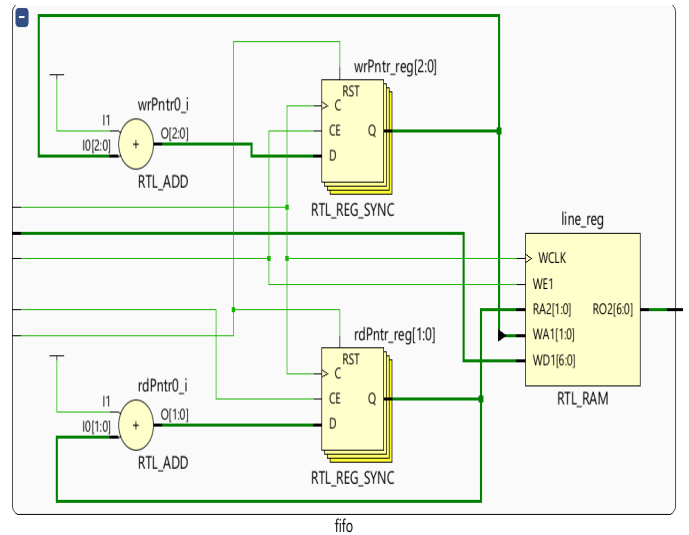 wrPntr_reg[2:0]
wrPntr0_i
RST
C
I1
I0[2:0]
+
O[2:0]
CE
Q
D
RTL_ADD
RTL_REG_SYNC
line_reg
WCLK
WE1
RA2[1:0]
RO2[6:0]
WA1[1:0]
WD1[6:0]
RTL_RAM
rdPntr_reg[1:0]
rdPntr0_i
RST
C
I1
I0[1:0]
+
O[1:0]
CE
Q
D
RTL_ADD
RTL_REG_SYNC
fifo